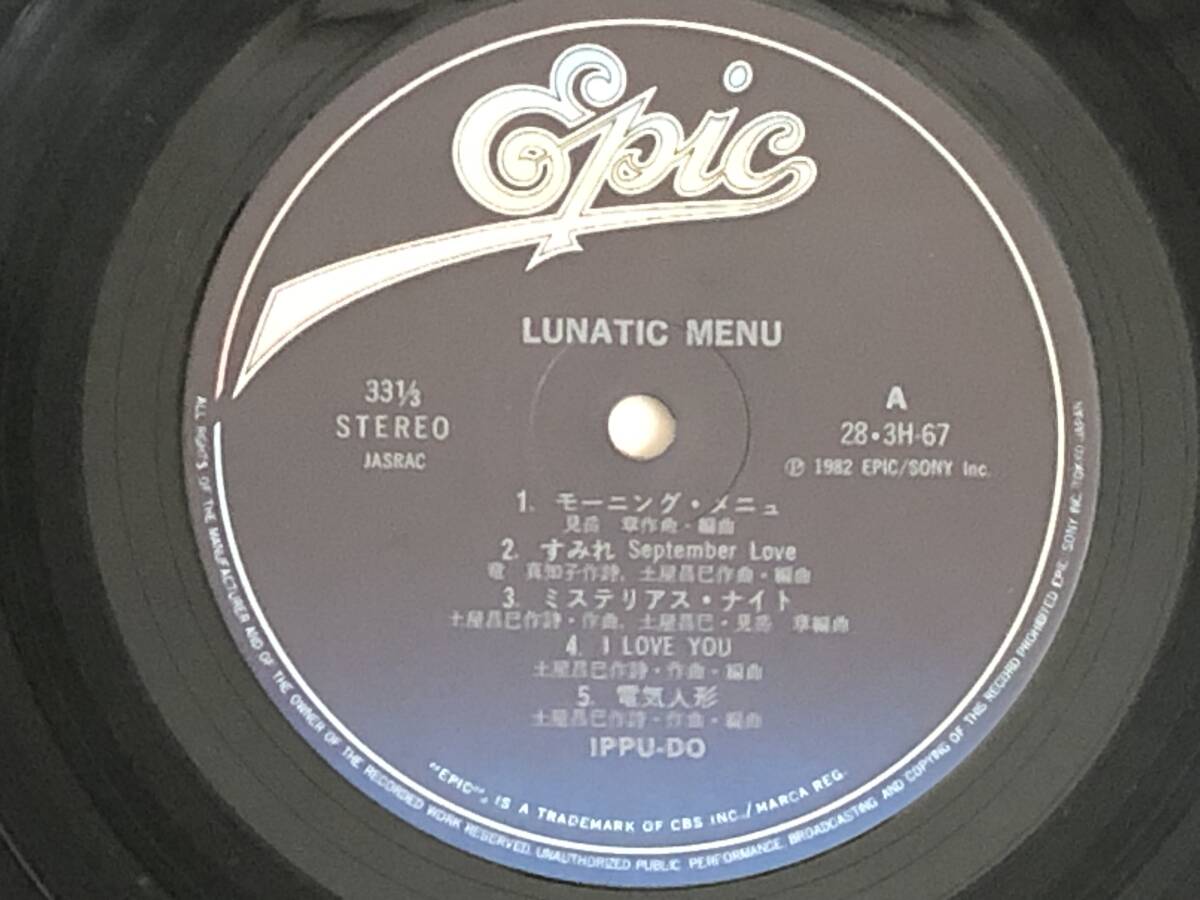 Epic
LUNATIC MENU
33⅓
STEREO
JASRAC
A
28・3H-67
Ⓟ 1982 EPIC/SONY Inc.
1. モーニング・メニュ
見岳 章作曲・編曲
2. すみれ September Love
竜 真知子作詩、土屋昌巳作曲・編曲
3. ミステリアス・ナイト
土屋昌巳作詩・作曲、土屋昌巳・見岳 章編曲
4. I LOVE YOU
土屋昌巳作詩・作曲・編曲
5. 電気人形
土屋昌巳作詩・作曲・編曲
IPPU-DO
"EPIC" IS A TRADEMARK OF CBS INC./MARCA REG.
ALL RIGHTS OF THE MANUFACTURER AND OF THE OWNER OF THE RECORDED WORK RESERVED. UNAUTHORIZED PUBLIC PERFORMANCE, BROADCASTING AND COPYING OF THIS RECORD PROHIBITED EPIC/SONY INC. TOKYO JAPAN